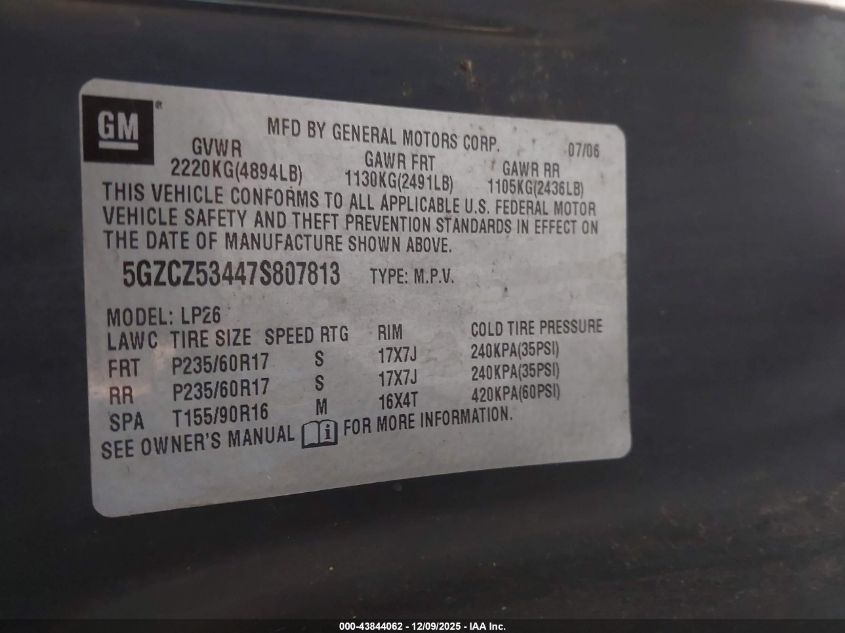 GM®
MFD BY GENERAL MOTORS CORP. 07/06
GVWR GAWR FRT GAWR RR
2220KG(4894LB) 1130KG(2491LB) 1105KG(2436LB)
THIS VEHICLE CONFORMS TO ALL APPLICABLE U.S. FEDERAL MOTOR
VEHICLE SAFETY AND THEFT PREVENTION STANDARDS IN EFFECT ON
THE DATE OF MANUFACTURE SHOWN ABOVE.
5GZCZ53447S807813 TYPE: M.P.V.
MODEL: LP26
LAWC TIRE SIZE SPEED RTG RIM COLD TIRE PRESSURE
FRT P235/60R17 S 17X7J 240KPA(35PSI)
RR P235/60R17 S 17X7J 240KPA(35PSI)
SPA T155/90R16 M 16X4T 420KPA(60PSI)
SEE OWNER'S MANUAL i FOR MORE INFORMATION.
000-43844062 - 12/09/2025 - IAA Inc.